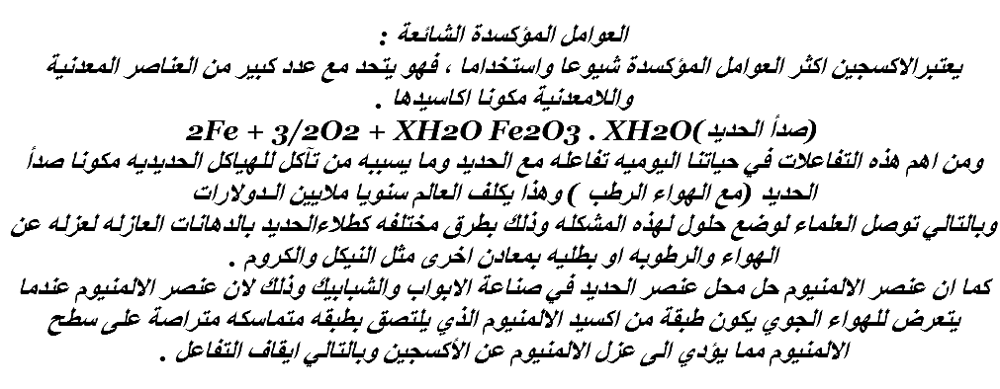 العوامل المؤكسدة الشائعة :
يعتبرالاكسجين اكثر العوامل المؤكسدة شيوعا واستخداما ، فهو يتحد مع عدد كبير من العناصر المعدنية
واللامعدنية مكونا اكاسيدها .
2Fe + 3/2O2 + XH2O Fe2O3 . XH2O(صدأ الحديد)
ومن اهم هذه التفاعلات في حياتنا اليوميه تفاعله مع الحديد وما يسببه من تآكل للهياكل الحديديه مكونا صدأ
الحديد (مع الهواء الرطب ) وهذا يكلف العالم سنويا ملايين الدولارات
وبالتالي توصل العلماء لوضع حلول لهذه المشكله وذلك بطرق مختلفه كطلاءالحديد بالدهانات العازله لعزله عن
الهواء والرطوبه او بطليه بمعادن اخرى مثل النيكل والكروم .
كما ان عنصر الالمنيوم حل محل عنصر الحديد في صناعة الابواب والشبابيك وذلك لان عنصر الالمنيوم عندما
يتعرض للهواء الجوي يكون طبقة من اكسيد الالمنيوم الذي يلتصق بطبقه متماسكه متراصة على سطح
الالمنيوم مما يؤدي الى عزل الالمنيوم عن الأكسجين وبالتالي ايقاف التفاعل .